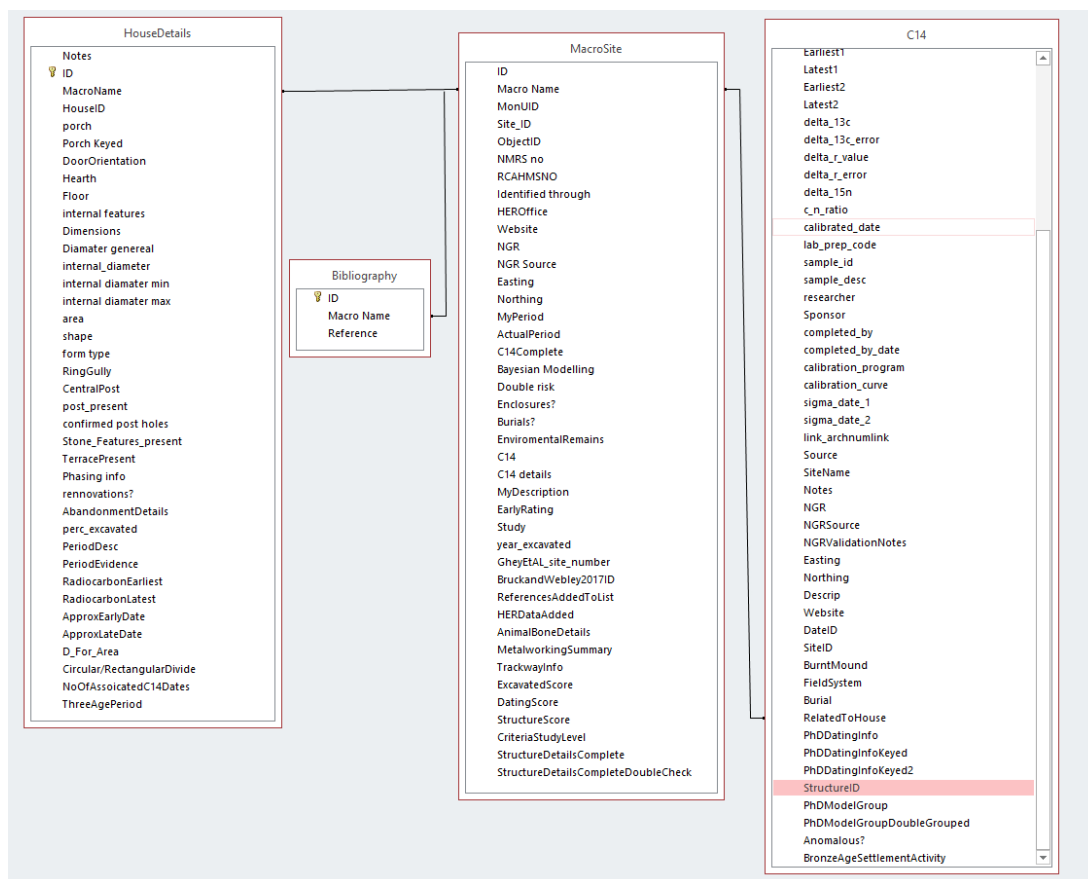 HouseDetails
Notes
ID
MacroName
HouseID
porch
Porch Keyed
DoorOrientation
Hearth
Floor
internal features
Dimensions
Diamater genereal
internal_diameter
internal diamater min
internal diamater max
area
shape
form type
RingGully
CentralPost
post_present
confirmed post holes
Stone_Features_present
TerracePresent
Phasing info
rennovations?
AbandonmentDetails
perc_excavated
PeriodDesc
PeriodEvidence
RadiocarbonEarliest
RadiocarbonLatest
ApproxEarlyDate
ApproxLateDate
D_For_Area
Circular/RectangularDivide
NoOfAssoicatedC14Dates
ThreeAgePeriod
Bibliography
ID
Macro Name
Reference
MacroSite
ID
Macro Name
MonUID
Site_ID
ObjectID
NMRS no
RCAHMSNO
Identified through
HEROffice
Website
NGR
NGR Source
Easting
Northing
MyPeriod
ActualPeriod
C14Complete
Bayesian Modelling
Double risk
Enclosures?
Burials?
EnviromentalRemains
C14
C14 details
MyDescription
EarlyRating
Study
year_excavated
GheyEtAL_site_number
BruckandWebley2017ID
ReferencesAddedToList
HERDataAdded
AnimalBoneDetails
MetalworkingSummary
TrackwayInfo
ExcavatedScore
DatingScore
StructureScore
CriteriaStudyLevel
StructureDetailsComplete
StructureDetailsCompleteDoubleCheck
C14
Earliest1
Latest1
Earliest2
Latest2
delta_13c
delta_13c_error
delta_r_value
delta_r_error
delta_15n
c_n_ratio
calibrated_date
lab_prep_code
sample_id
sample_desc
researcher
Sponsor
completed_by
completed_by_date
calibration_program
calibration_curve
sigma_date_1
sigma_date_2
link_archnumlink
Source
SiteName
Notes
NGR
NGRSource
NGRValidationNotes
Easting
Northing
Descrip
Website
DateID
SiteID
BurntMound
FieldSystem
Burial
RelatedToHouse
PhDDatingInfo
PhDDatingInfoKeyed
PhDDatingInfoKeyed2
StructureID
PhDModelGroup
PhDModelGroupDoubleGrouped
Anomalous?
BronzeAgeSettlementActivity